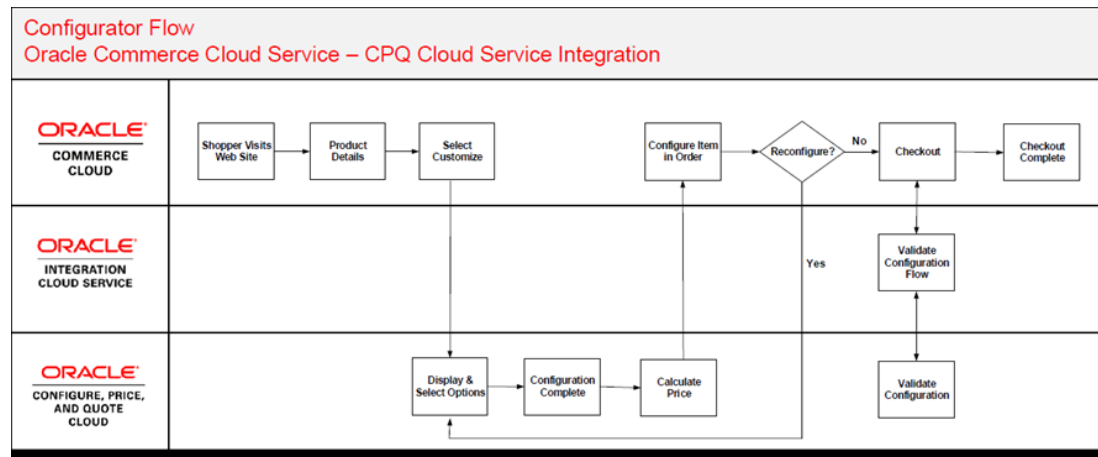 Configurator Flow
Oracle Commerce Cloud Service – CPQ Cloud Service Integration
ORACLE®
COMMERCE
CLOUD
Shopper Visits
Web Site
Product
Details
Select
Customize
Configure Item
in Order
Reconfigure?
No
Checkout
Checkout
Complete
ORACLE®
INTEGRATION
CLOUD SERVICE
Yes
Validate
Configuration
Flow
ORACLE®
CONFIGURE, PRICE,
AND QUOTE
CLOUD
Display &
Select Options
Configuration
Complete
Calculate
Price
Validate
Configuration